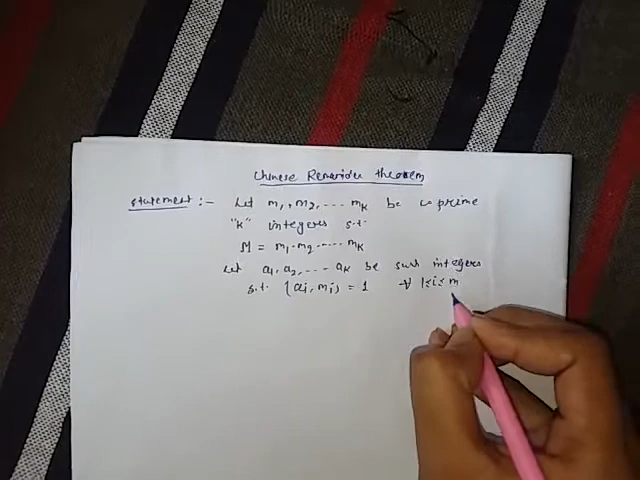 Chinese Remainder theorem
Statement :- Let m₁, m₂, ... mₖ be coprime
"k" integers s.t.
M = m₁·m₂·.....mₖ
Let a₁, a₂, ... aₖ be such integers
s.t. (aᵢ, mᵢ) = 1 ∀ 1≤i≤ m